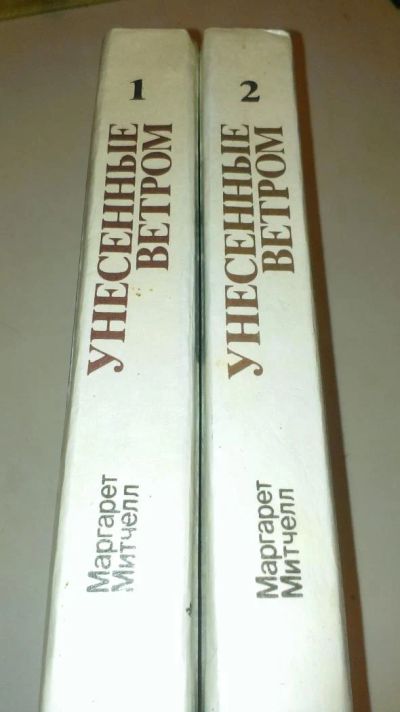 1
УНЕСЕННЫЕ
ВЕТРОМ
Маргарет
Митчелл
2
УНЕСЕННЫЕ
ВЕТРОМ
Маргарет
Митчелл